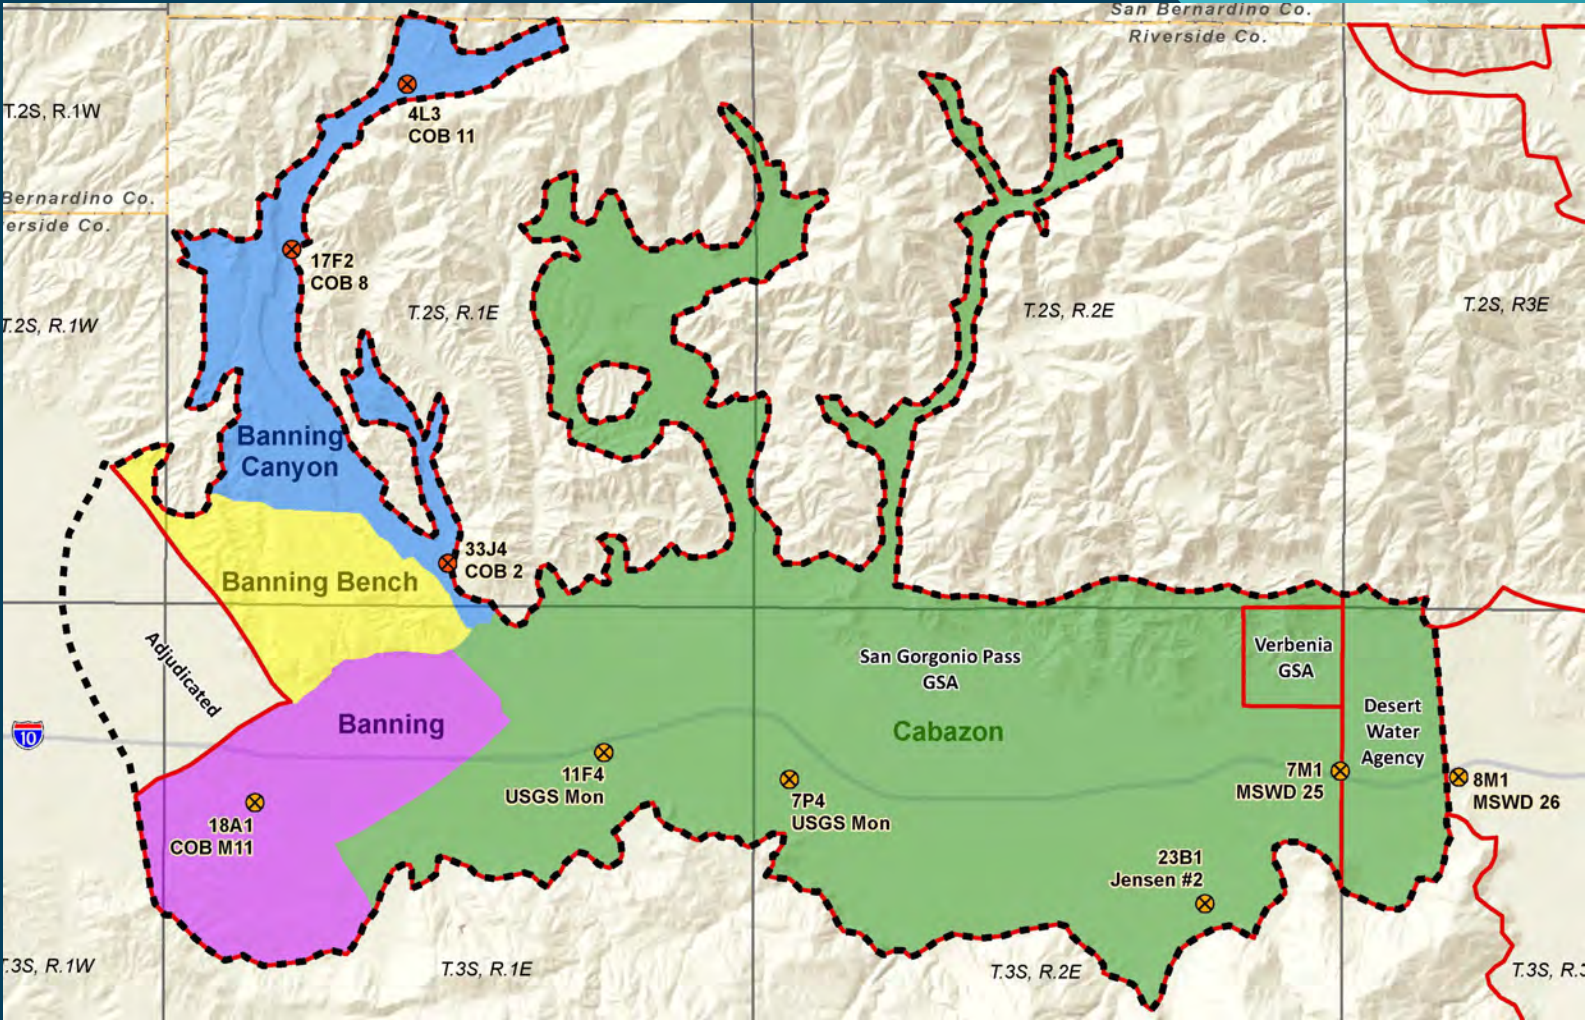 San Bernardino Co.
Riverside Co.
T.2S, R.1W
4L3
COB 11
Bernardino Co.
erside Co.
17F2
COB 8
T.2S, R.1W
T.2S, R.1E
T.2S, R.2E
T.2S, R3E
Banning
Canyon
33J4
COB 2
Banning Bench
Adjudicated
San Gorgonio Pass
GSA
Verbenia
GSA
Banning
Cabazon
Desert
Water
Agency
10
11F4
USGS Mon
7P4
USGS Mon
7M1
MSWD 25
8M1
MSWD 26
18A1
COB M11
23B1
Jensen #2
T.3S, R.1W
T.3S, R.1E
T.3S, R.2E
T.3S, R.3